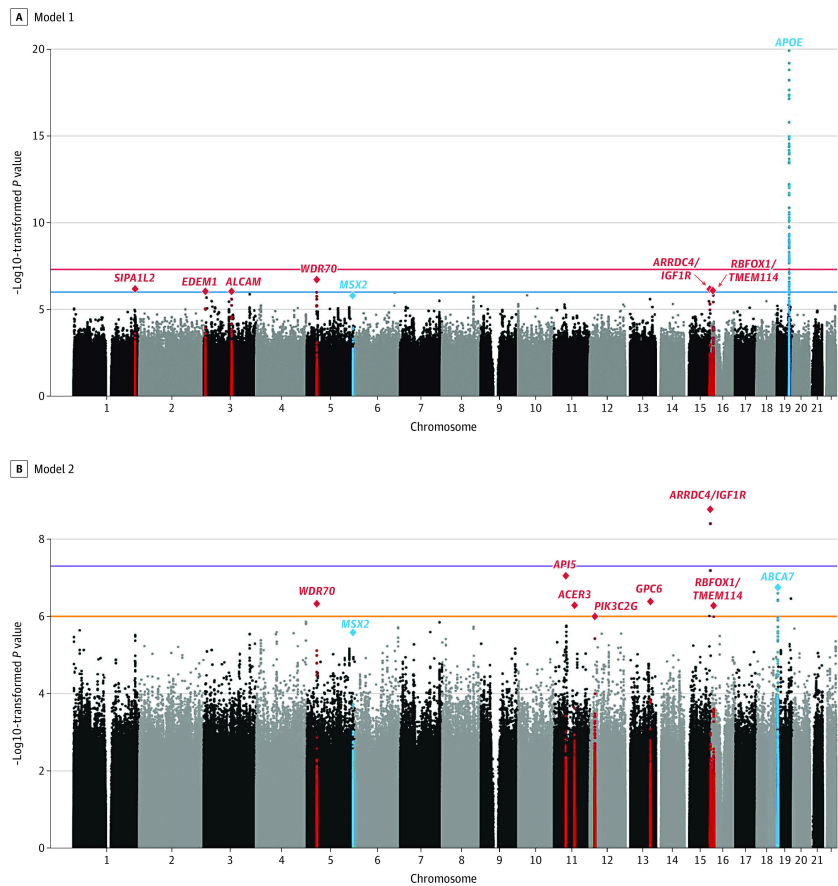 A Model 1
20
15
10
5
0
-Log10-transformed P value
APOE
SIPA1L2
EDEM1
ALCAM
WDR70
MSX2
ARRDC4/
IGF1R
RBFOX1/
TMEM114
1 2 3 4 5 6 7 8 9 10 11 12 13 14 15 16 17 18 19 20 21
Chromosome
B Model 2
8
6
4
2
0
-Log10-transformed P value
ARRDC4/IGF1R
API5
ACER3
PIK3C2G
GPC6
RBFOX1/
TMEM114
ABCA7
WDR70
MSX2
1 2 3 4 5 6 7 8 9 10 11 12 13 14 15 16 17 18 19 20 21
Chromosome